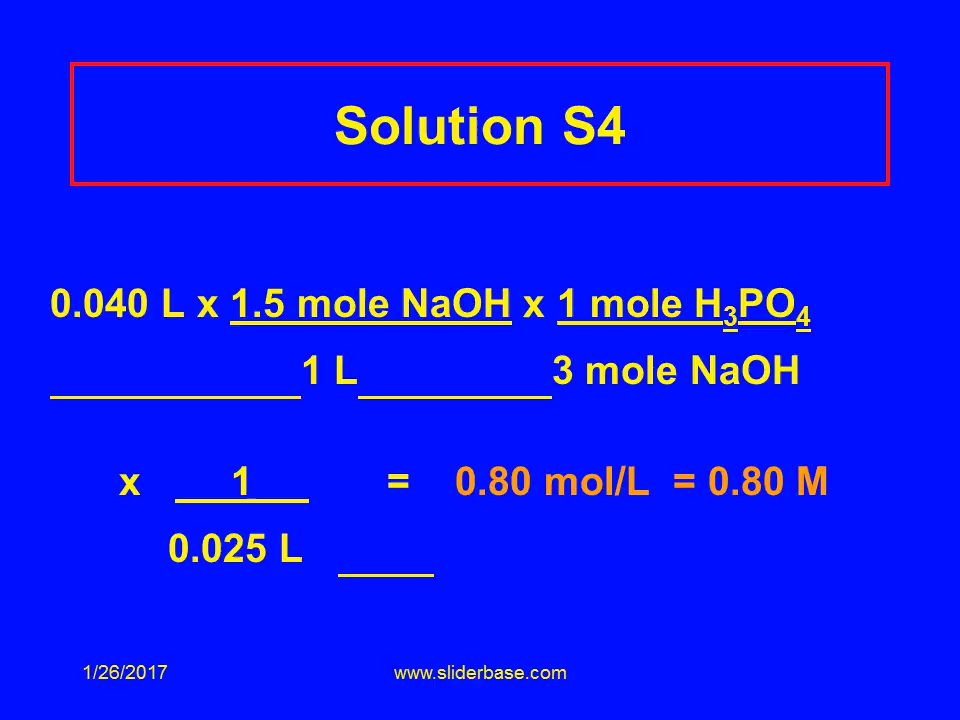 Solution S4
0.040 L x 1.5 mole NaOH x 1 mole H₃PO₄
1 L 3 mole NaOH
x 1 = 0.80 mol/L = 0.80 M
0.025 L
1/26/2017 www.sliderbase.com